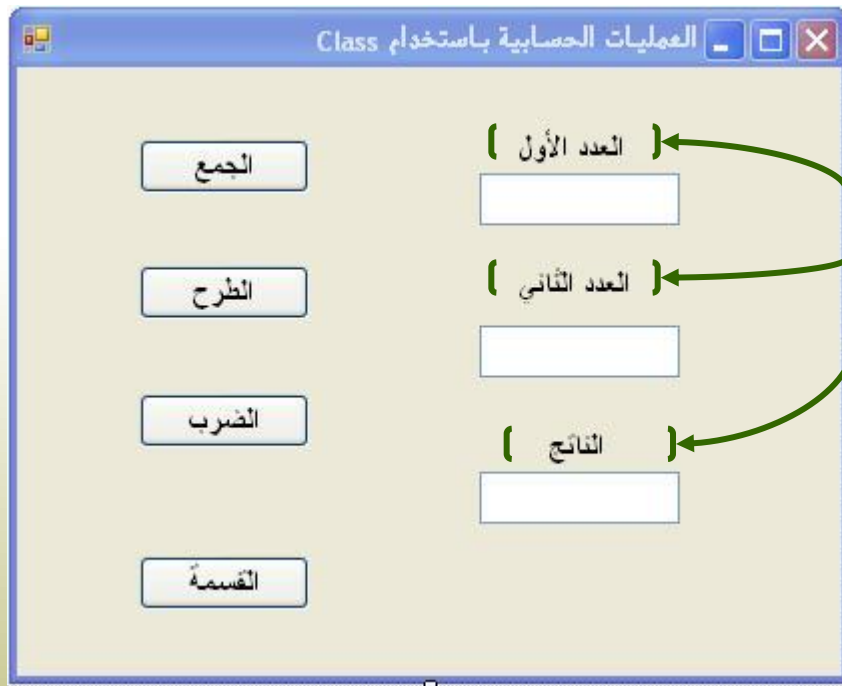 العمليات الحسابية باستخدام Class
العدد الأول
الجمع
العدد الثاني
الطرح
الضرب
الناتج
القسمة